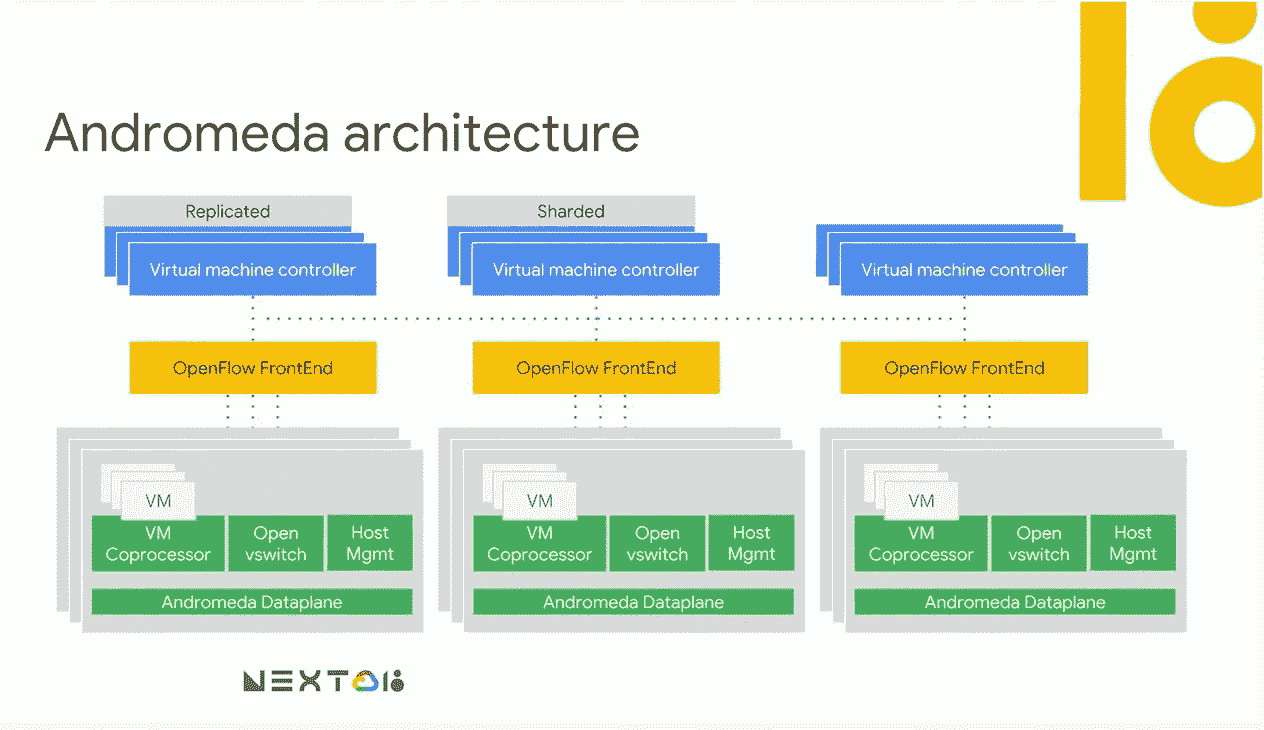 Andromeda architecture
Replicated
Sharded
Virtual machine controller
Virtual machine controller
Virtual machine controller
OpenFlow FrontEnd
OpenFlow FrontEnd
OpenFlow FrontEnd
VM
VM
Coprocessor
Open
vswitch
Host
Mgmt
Andromeda Dataplane
VM
VM
Coprocessor
Open
vswitch
Host
Mgmt
Andromeda Dataplane
VM
VM
Coprocessor
Open
vswitch
Host
Mgmt
Andromeda Dataplane
NEXT 18
18